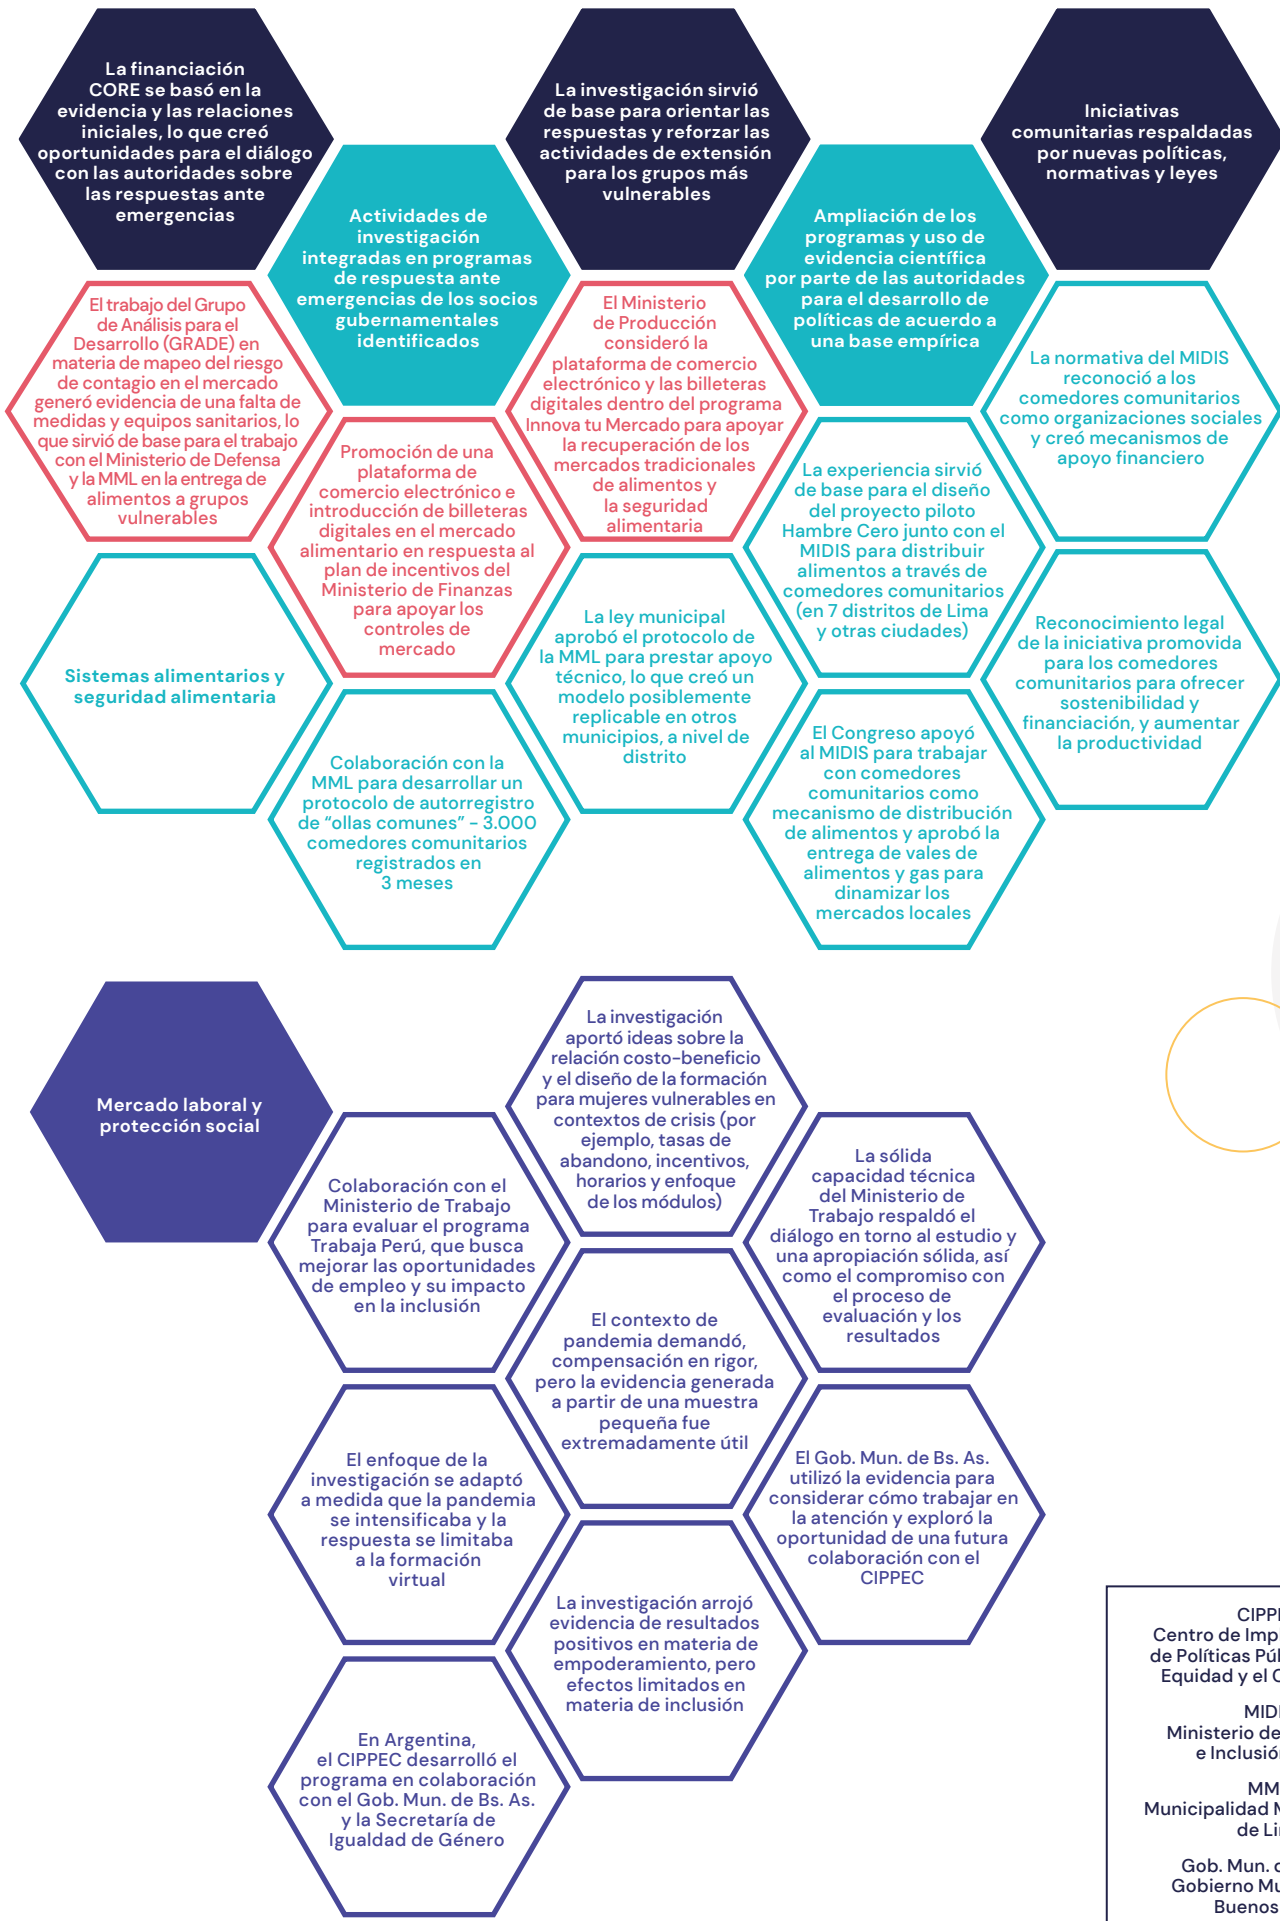 La financiación
CORE se basó en la
evidencia y las relaciones
iniciales, lo que creó
oportunidades para el diálogo
con las autoridades sobre
las respuestas ante
emergencias
Actividades de
investigación
integradas en programas
de respuesta ante
emergencias de los socios
gubernamentales
identificados
La investigación sirvió
de base para orientar las
respuestas y reforzar las
actividades de extensión
para los grupos más
vulnerables
Ampliación de los
programas y uso de
evidencia científica
por parte de las autoridades
para el desarrollo de
políticas de acuerdo a
una base empírica
Iniciativas
comunitarias respaldadas
por nuevas políticas,
normativas y leyes
El trabajo del Grupo
de Análisis para el
Desarrollo (GRADE) en
materia de mapeo del riesgo
de contagio en el mercado
generó evidencia de una falta de
medidas y equipos sanitarios, lo
que sirvió de base para el trabajo
con el Ministerio de Defensa
y la MML en la entrega de
alimentos a grupos
vulnerables
Promoción de una
plataforma de
comercio electrónico e
introducción de billeteras
digitales en el mercado
alimentario en respuesta al
plan de incentivos del
Ministerio de Finanzas
para apoyar los
controles de
mercado
El Ministerio
de Producción
consideró la
plataforma de comercio
electrónico y las billeteras
digitales dentro del programa
Innova tu Mercado para apoyar
la recuperación de los
mercados tradicionales
de alimentos y
la seguridad
alimentaria
La experiencia sirvió
de base para el diseño
del proyecto piloto
Hambre Cero junto con el
MIDIS para distribuir
alimentos a través de
comedores comunitarios
(en 7 distritos de Lima
y otras ciudades)
La normativa del MIDIS
reconoció a los
comedores comunitarios
como organizaciones sociales
y creó mecanismos de
apoyo financiero
Sistemas alimentarios y
seguridad alimentaria
Colaboración con la
MML para desarrollar un
protocolo de autorregistro
de “ollas comunes” - 3.000
comedores comunitarios
registrados en
3 meses
La ley municipal
aprobó el protocolo de
la MML para prestar apoyo
técnico, lo que creó un
modelo posiblemente
replicable en otros
municipios, a nivel de
distrito
El Congreso apoyó
al MIDIS para trabajar
con comedores
comunitarios como
mecanismo de distribución
de alimentos y aprobó la
entrega de vales de
alimentos y gas para
dinamizar los
mercados locales
Reconocimiento legal
de la iniciativa promovida
para los comedores
comunitarios para ofrecer
sostenibilidad y
financiación, y aumentar
la productividad
Mercado laboral y
protección social
Colaboración con el
Ministerio de Trabajo
para evaluar el programa
Trabaja Perú, que busca
mejorar las oportunidades
de empleo y su impacto
en la inclusión
La investigación
aportó ideas sobre la
relación costo-beneficio
y el diseño de la formación
para mujeres vulnerables en
contextos de crisis (por
ejemplo, tasas de
abandono, incentivos,
horarios y enfoque
de los módulos)
La sólida
capacidad técnica
del Ministerio de
Trabajo respaldó el
diálogo en torno al estudio y
una apropiación sólida, así
como el compromiso con
el proceso de
evaluación y los
resultados
El contexto de
pandemia demandó,
compensación en rigor,
pero la evidencia generada
a partir de una muestra
pequeña fue
extremadamente útil
El enfoque de la
investigación se adaptó
a medida que la pandemia
se intensificaba y la
respuesta se limitaba
a la formación
virtual
El Gob. Mun. de Bs. As.
utilizó la evidencia para
considerar cómo trabajar en
la atención y exploró la
oportunidad de una futura
colaboración con el
CIPPEC
La investigación arrojó
evidencia de resultados
positivos en materia de
empoderamiento, pero
efectos limitados en
materia de inclusión
En Argentina,
el CIPPEC desarrolló el
programa en colaboración
con el Gob. Mun. de Bs. As.
y la Secretaría de
Igualdad de Género
Centro de
de Políticas
Equidad y el
Ministerio de
e
Municipalidad
de
Gob. Mun.
Gobierno
Buenos